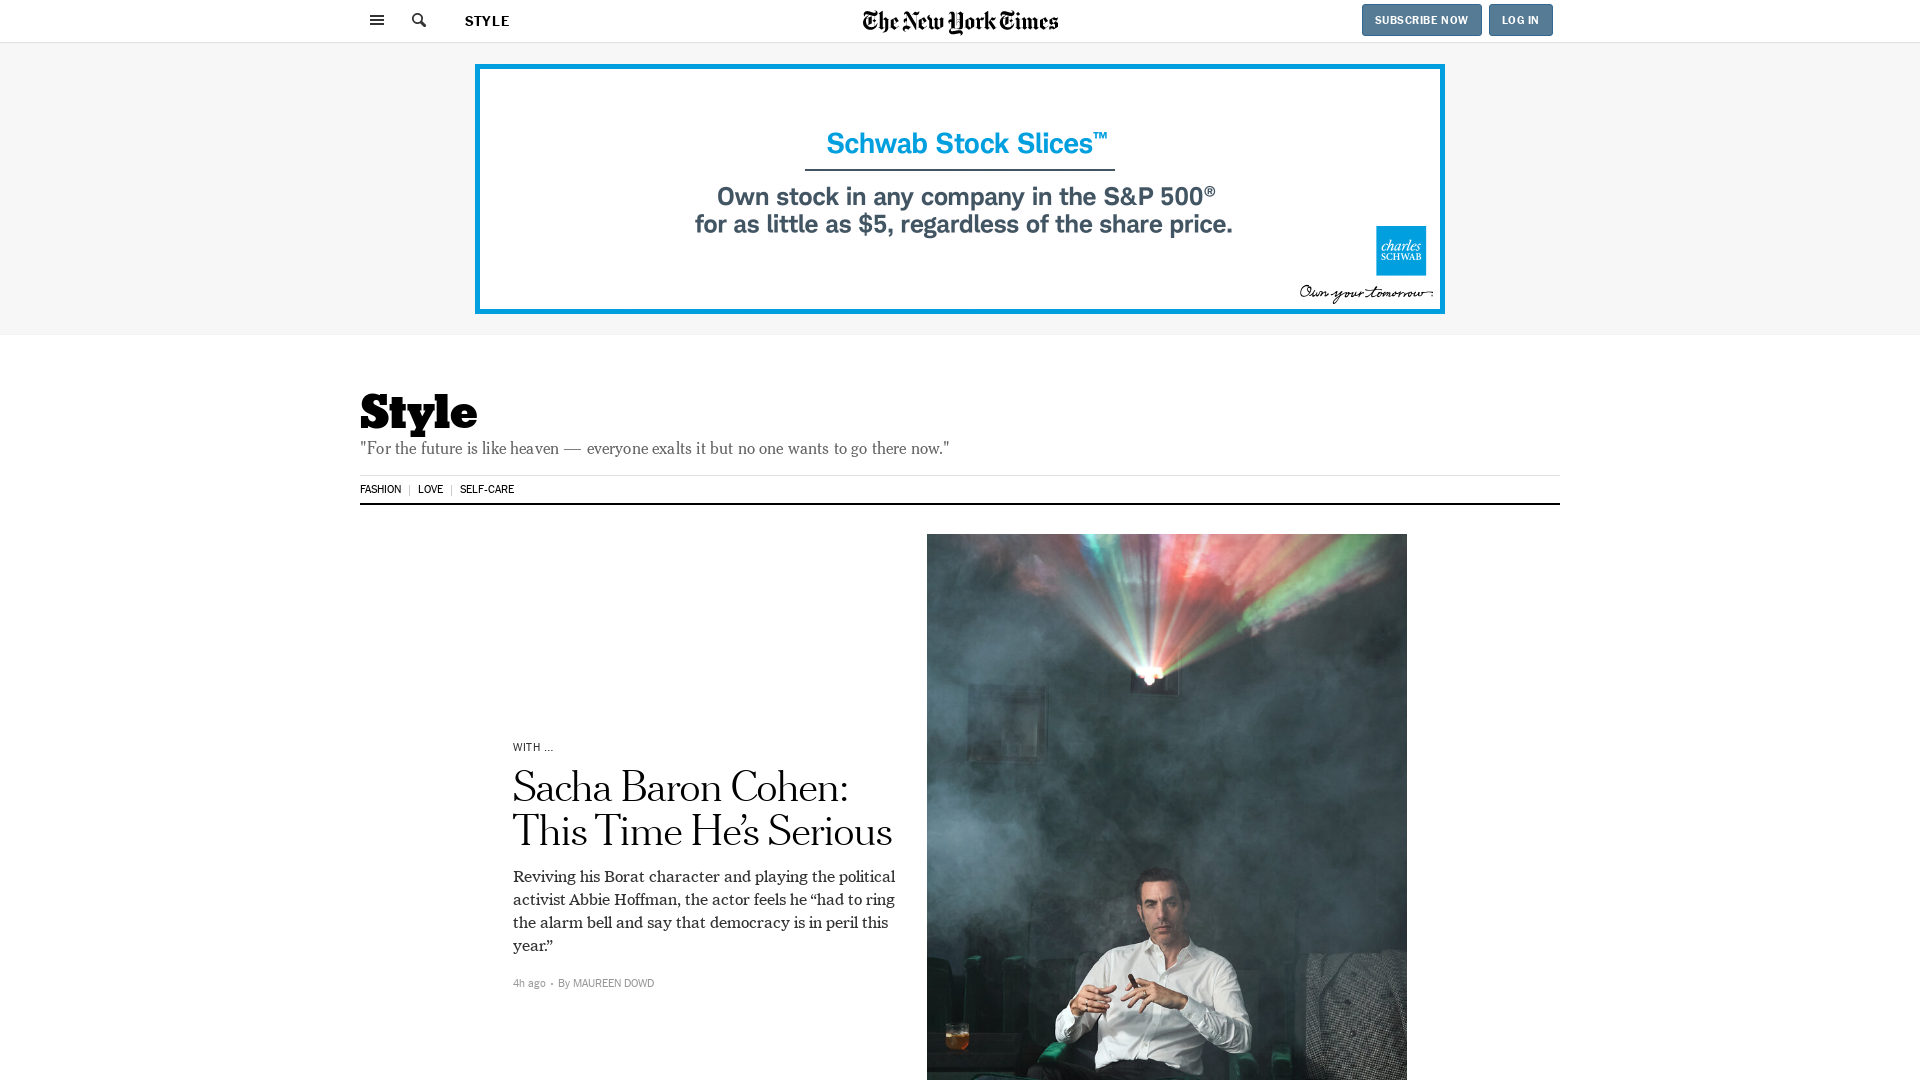 STYLE
The New York Times
SUBSCRIBE NOW
LOG IN
Schwab Stock Slices™
Own stock in any company in the S&P 500®
for as little as $5, regardless of the share price.
charles
SCHWAB
Own your tomorrow.
Style
"For the future is like heaven — everyone exalts it but no one wants to go there now."
FASHION | LOVE | SELF-CARE
WITH ...
Sacha Baron Cohen:
This Time He’s Serious
Reviving his Borat character and playing the political
activist Abbie Hoffman, the actor feels he “had to ring
the alarm bell and say that democracy is in peril this
year.”
4h ago • By MAUREEN DOWD